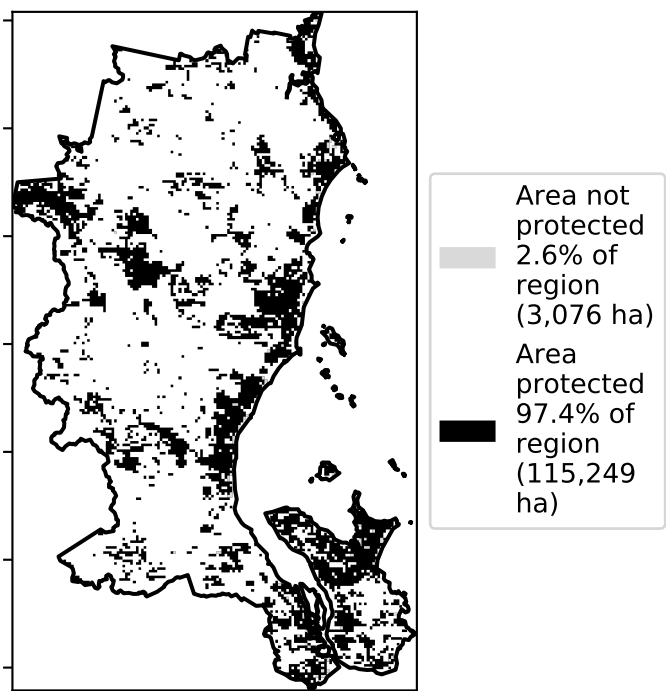 Area not
protected
2.6% of
region
(3,076 ha)
Area
protected
97.4% of
region
(115,249
ha)